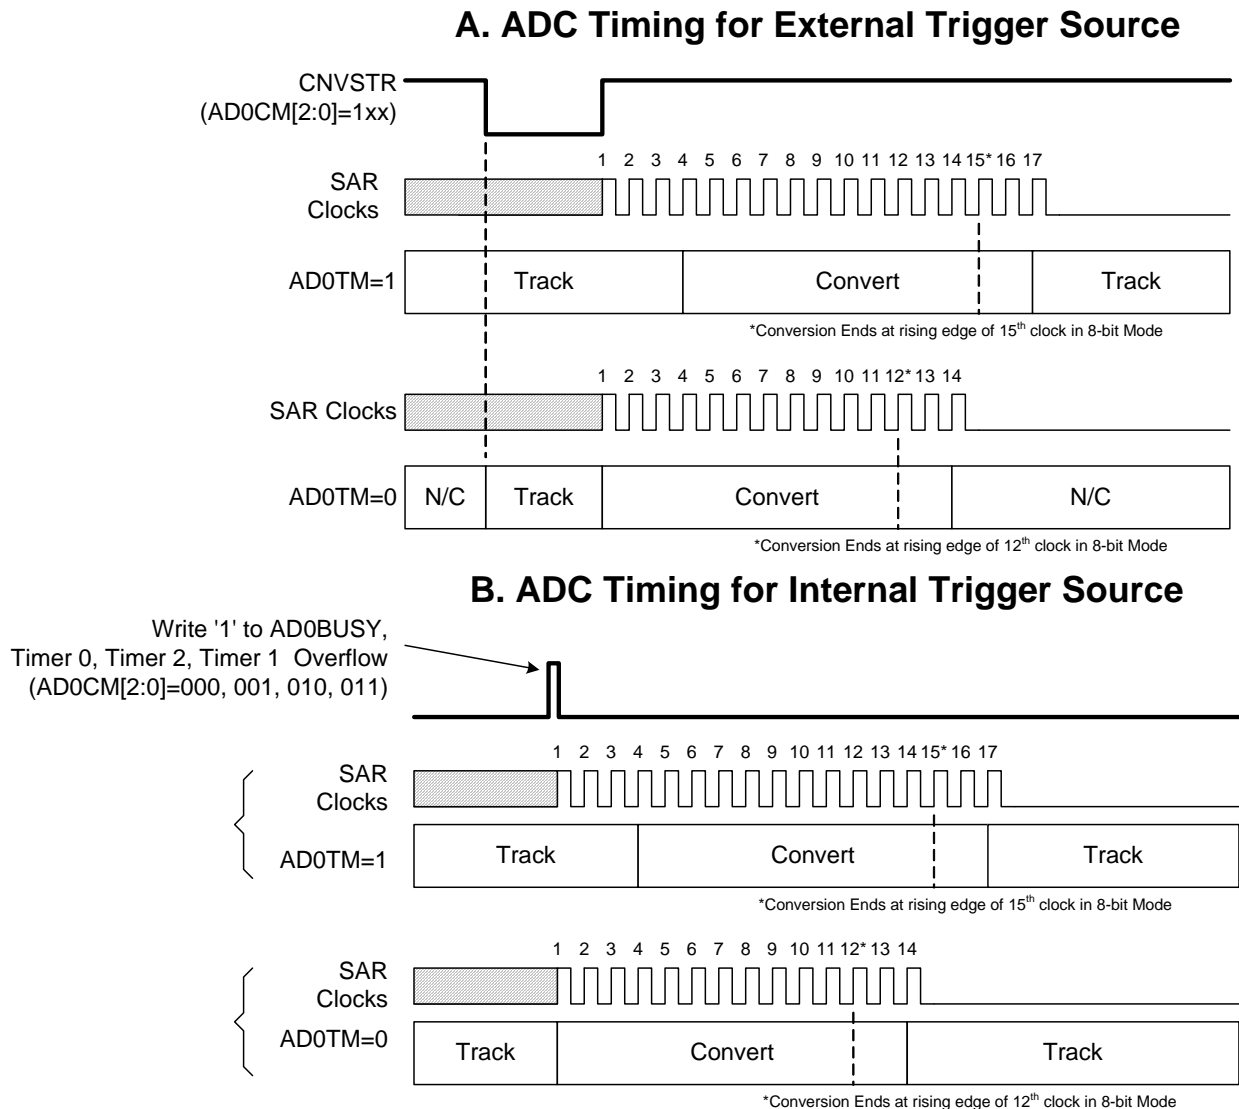 A. ADC Timing for External Trigger Source
CNVSTR
(AD0CM[2:0]=1xx)
1 2 3 4 5 6 7 8 9 10 11 12 13 14 15* 16 17
SAR
Clocks
AD0TM=1
Track
Convert
Track
*Conversion Ends at rising edge of 15th clock in 8-bit Mode
1 2 3 4 5 6 7 8 9 10 11 12* 13 14
SAR Clocks
AD0TM=0
N/C
Track
Convert
N/C
*Conversion Ends at rising edge of 12th clock in 8-bit Mode
B. ADC Timing for Internal Trigger Source
Write '1' to AD0BUSY,
Timer 0, Timer 2, Timer 1 Overflow
(AD0CM[2:0]=000, 001, 010, 011)
1 2 3 4 5 6 7 8 9 10 11 12 13 14 15* 16 17
SAR
Clocks
AD0TM=1
Track
Convert
Track
*Conversion Ends at rising edge of 15th clock in 8-bit Mode
1 2 3 4 5 6 7 8 9 10 11 12* 13 14
SAR
Clocks
AD0TM=0
Track
Convert
Track
*Conversion Ends at rising edge of 12th clock in 8-bit Mode